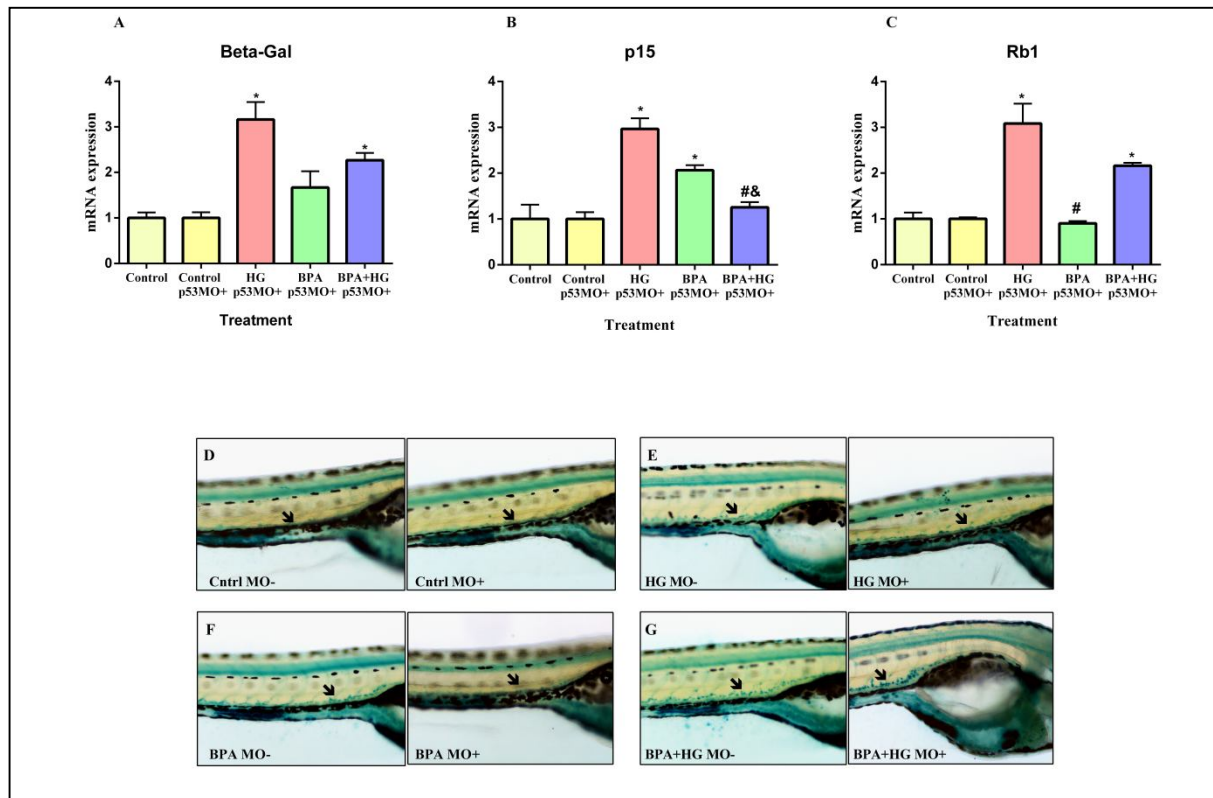 A
B
C
Beta-Gal
p15
Rb1
mRNA expression
4
3
2
1
0
*
*
Control
Control p53MO+
HG p53MO+
BPA p53MO+
BPA+HG p53MO+
Treatment
mRNA expression
4
3
2
1
0
*
*
#&
Control
Control p53MO+
HG p53MO+
BPA p53MO+
BPA+HG p53MO+
Treatment
mRNA expression
4
3
2
1
0
*
#
*
Control
Control p53MO+
HG p53MO+
BPA p53MO+
BPA+HG p53MO+
Treatment
D
Cntrl MO-
Cntrl MO+
E
HG MO-
HG MO+
F
BPA MO-
BPA MO+
G
BPA+HG MO-
BPA+HG MO+